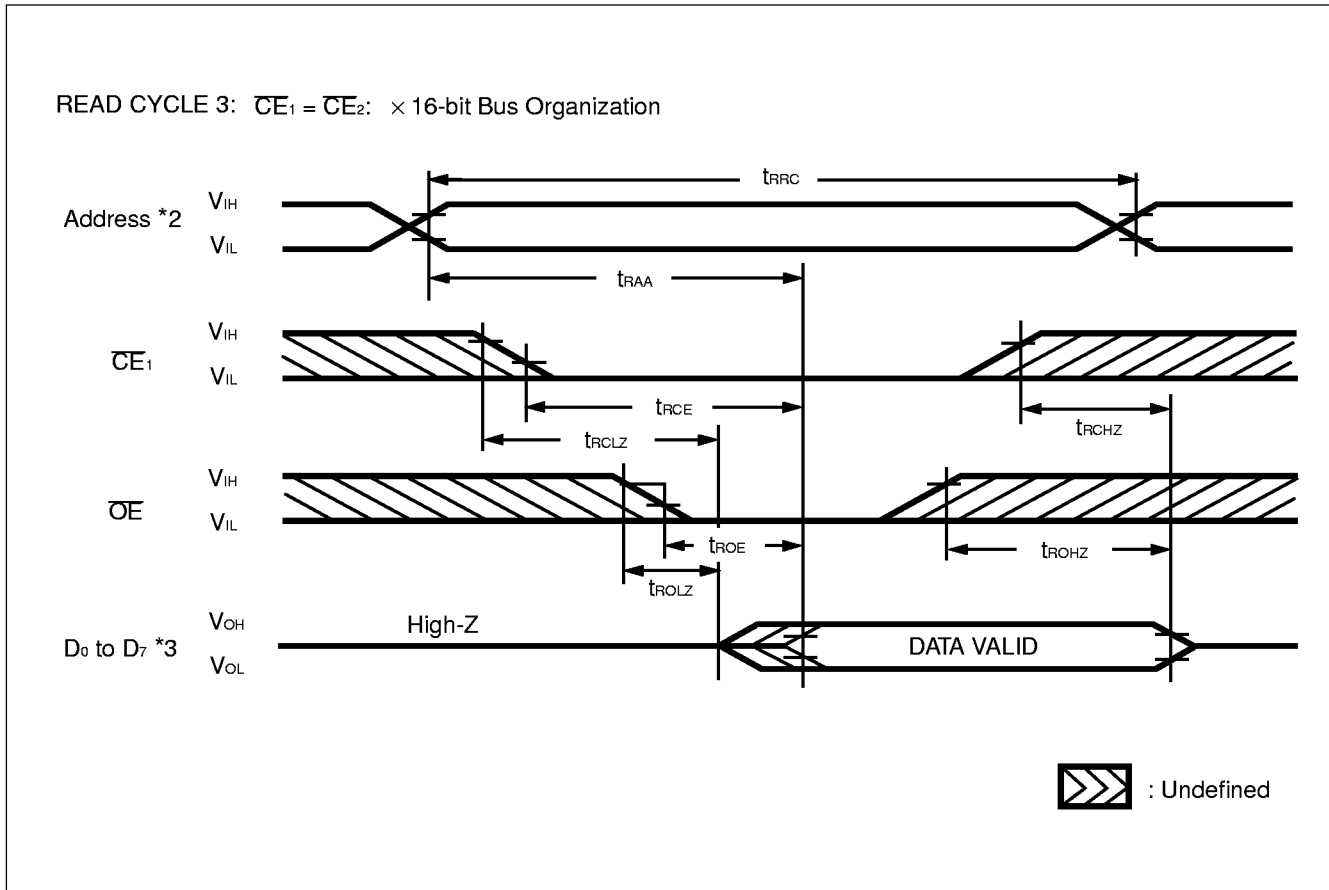 READ CYCLE 3: CE1 = CE2: × 16-bit Bus Organization
tRRC
VIH
Address *2
VIL
tRAA
VIH
CE1
VIL
tRCE
tRCHZ
tRCLZ
VIH
OE
VIL
tROE
tROHZ
tROLZ
VOH
High-Z
D0 to D7 *3
DATA VALID
VOL
: Undefined